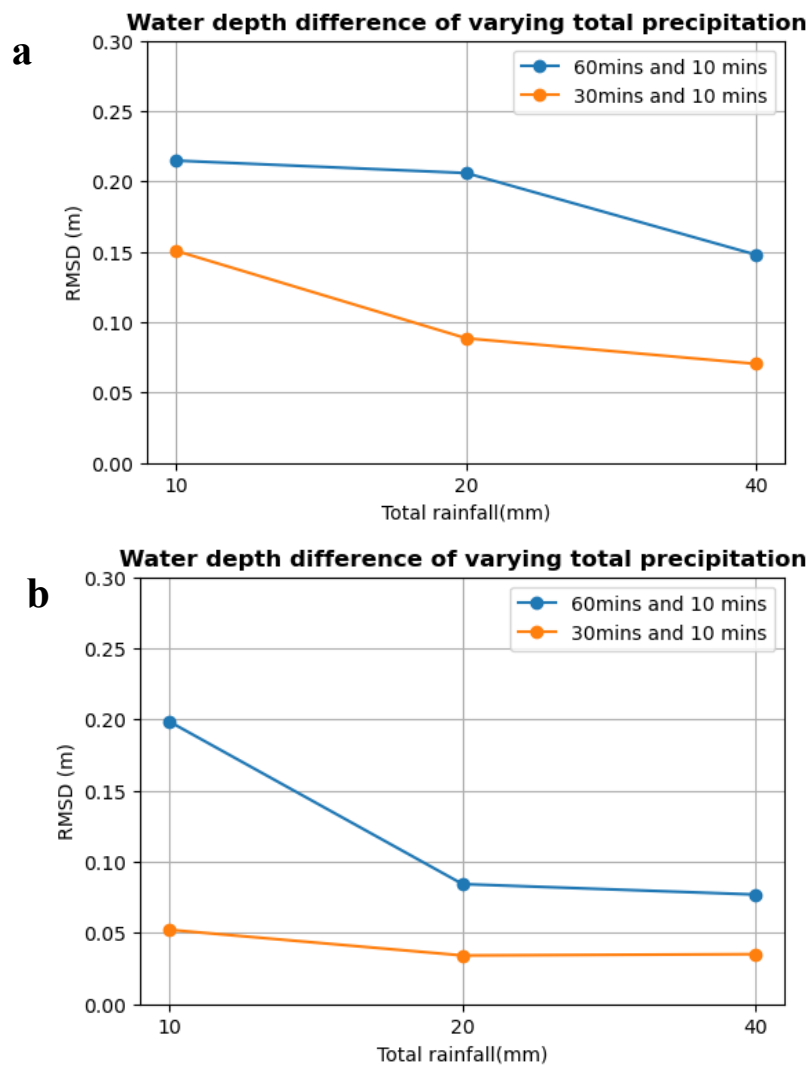 a
Water depth difference of varying total precipitation
0.30
0.25
0.20
0.15
0.10
0.05
0.00
RMSD (m)
60mins and 10 mins
30mins and 10 mins
10
20
40
Total rainfall(mm)
b
Water depth difference of varying total precipitation
0.30
0.25
0.20
0.15
0.10
0.05
0.00
RMSD (m)
60mins and 10 mins
30mins and 10 mins
10
20
40
Total rainfall(mm)